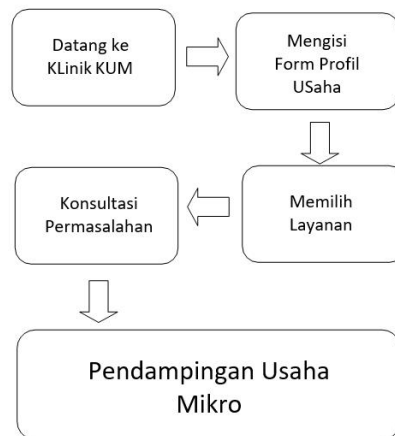 Datang ke
KLinik KUM
Mengisi
Form Profil
USaha
Memilih
Layanan
Konsultasi
Permasalahan
Pendampingan Usaha
Mikro